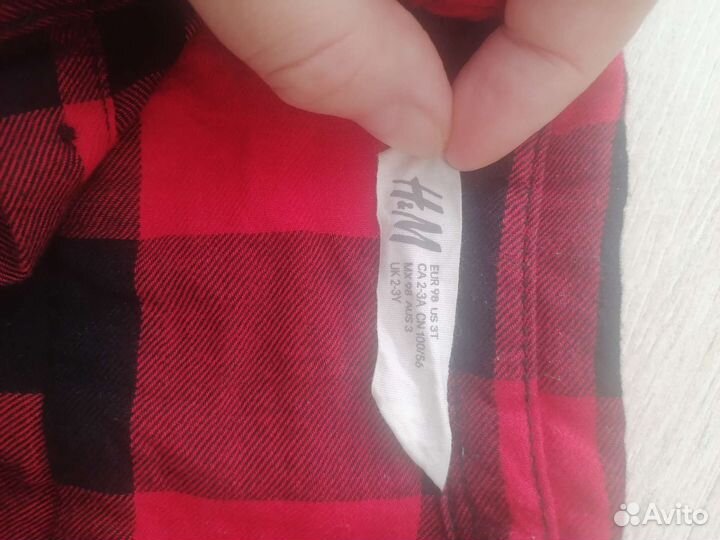 H&M
EUR 98 US 3T
CA 2-3A CN 100/56
MX 98 AUS 3
UK 2-3Y
Avito